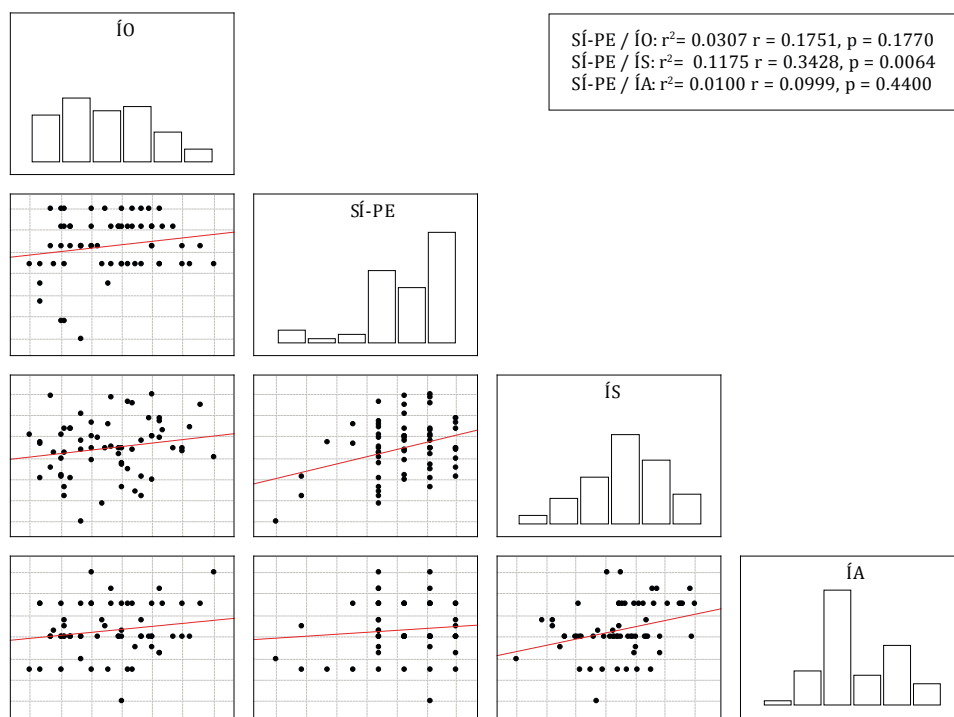 ÍO
SÍ-PE / ÍO: r²= 0.0307 r = 0.1751, p = 0.1770
SÍ-PE / ÍS: r²=  0.1175 r = 0.3428, p = 0.0064
SÍ-PE / ÍA: r²= 0.0100 r = 0.0999, p = 0.4400
SÍ-PE
ÍS
ÍA